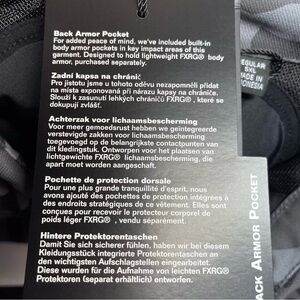 Back Armor Pocket
For added peace of mind, we've included built-in
body armor pockets in key impact areas of this
garment. Designed to hold lightweight FXRG® body
armor, purchased separately.
Zadní kapsa na chránič
Pro jistotu jsme u tohoto oděvu nezapomněli přidat
na místa exponovaná při nárazu kapsy na chrániče.
Slouží k zasunutí lehkých chráničů FXRG®, které se
dokupují zvlášť.
Achterzak voor lichaamsbescherming
Voor meer gemoedsrust hebben we geïntegreerde
verstevigde zakken voor lichaamsbescherming
toegevoegd op de belangrijkste contactpunten van
dit kledingstuk. Ontworpen voor het plaatsen van
lichtgewichte FXRG® lichaamsbescherming, die
apart moet worden aangeschaft.
Pochette de protection dorsale
Pour une plus grande tranquillité d'esprit, nous
avons ajouté des pochettes de protection intégrées à
des endroits stratégiques de ce vêtement. Elles sont
conçues pour recevoir le protecteur corporel de
poids léger FXRG®, vendu séparément.
Hintere Protektorentaschen
Damit Sie sich sicherer fühlen, haben wir bei diesem
Kleidungsstück integrierte Protektorentaschen an
den wichtigsten Aufschlagstellen eingearbeitet.
Diese wurden für die Aufnahme von leichten FXRG®
Protektoren (separat erhältlich) entworfen.
EGULAR
MADE IN
ACK ARMOR POCKET